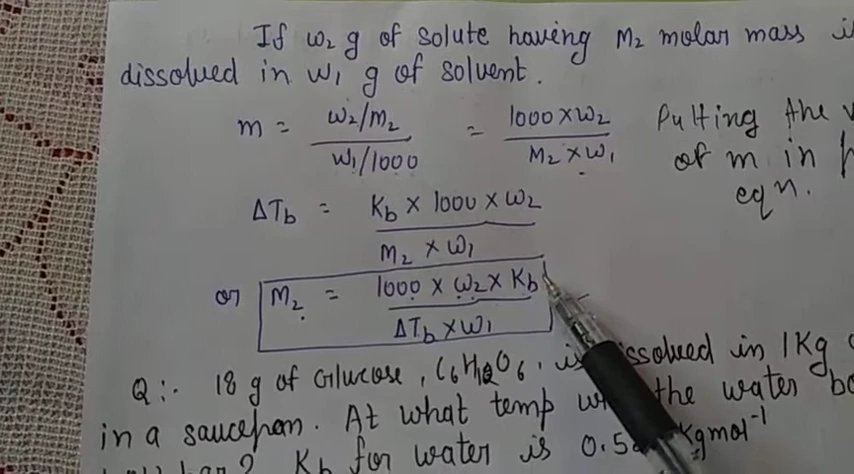 If w₂ g of solute having M₂ molar mass
dissolved in w₁ g of solvent.
m = w₂/M₂ / w₁/1000 = 1000 × w₂ / M₂ × w₁ Putting the
of m in
eqn.
ΔTb = Kb × 1000 × w₂ / M₂ × w₁
or M₂ = 1000 × w₂ × Kb / ΔTb × w₁
Q:- 18 g of Glucose, C₆H₁₂O₆, is dissolved in 1Kg
in a saucepan. At what temp the water
Kb for water is 0.5 Kgmol⁻¹